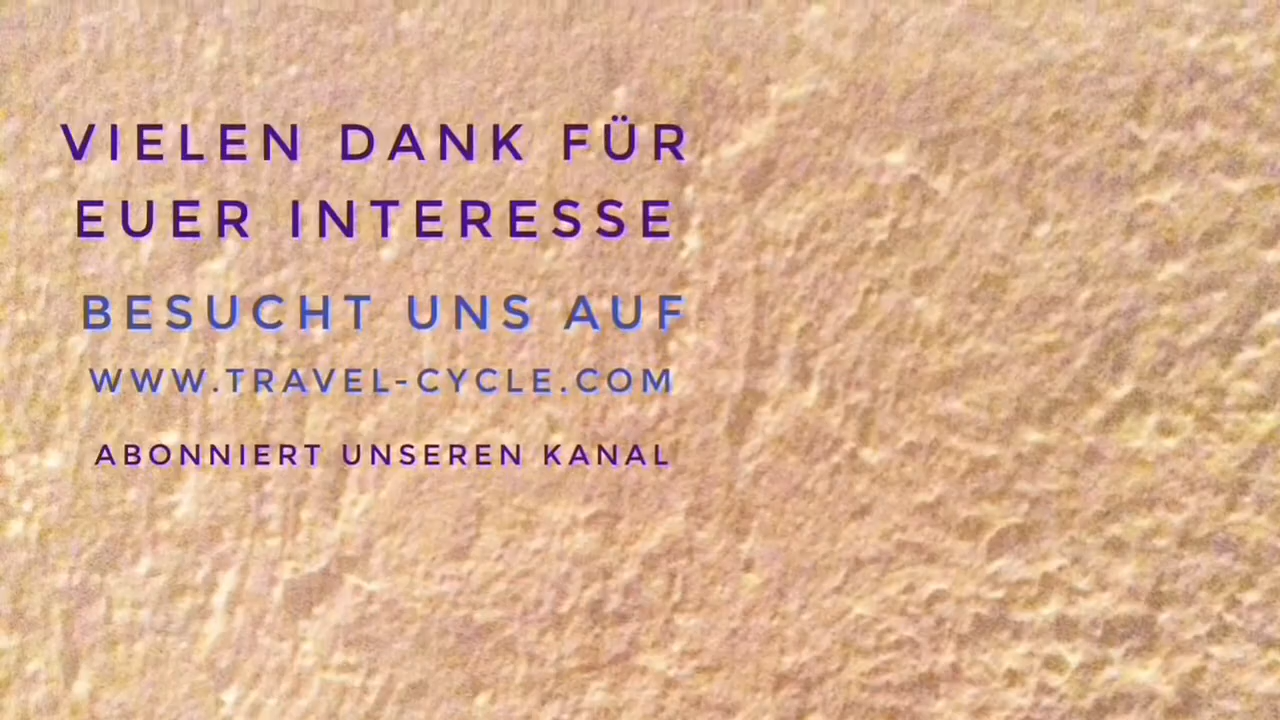 VIELEN DANK FÜR
EUER INTERESSE
BESUCHT UNS AUF
WWW.TRAVEL-CYCLE.COM
ABONNIERT UNSEREN KANAL